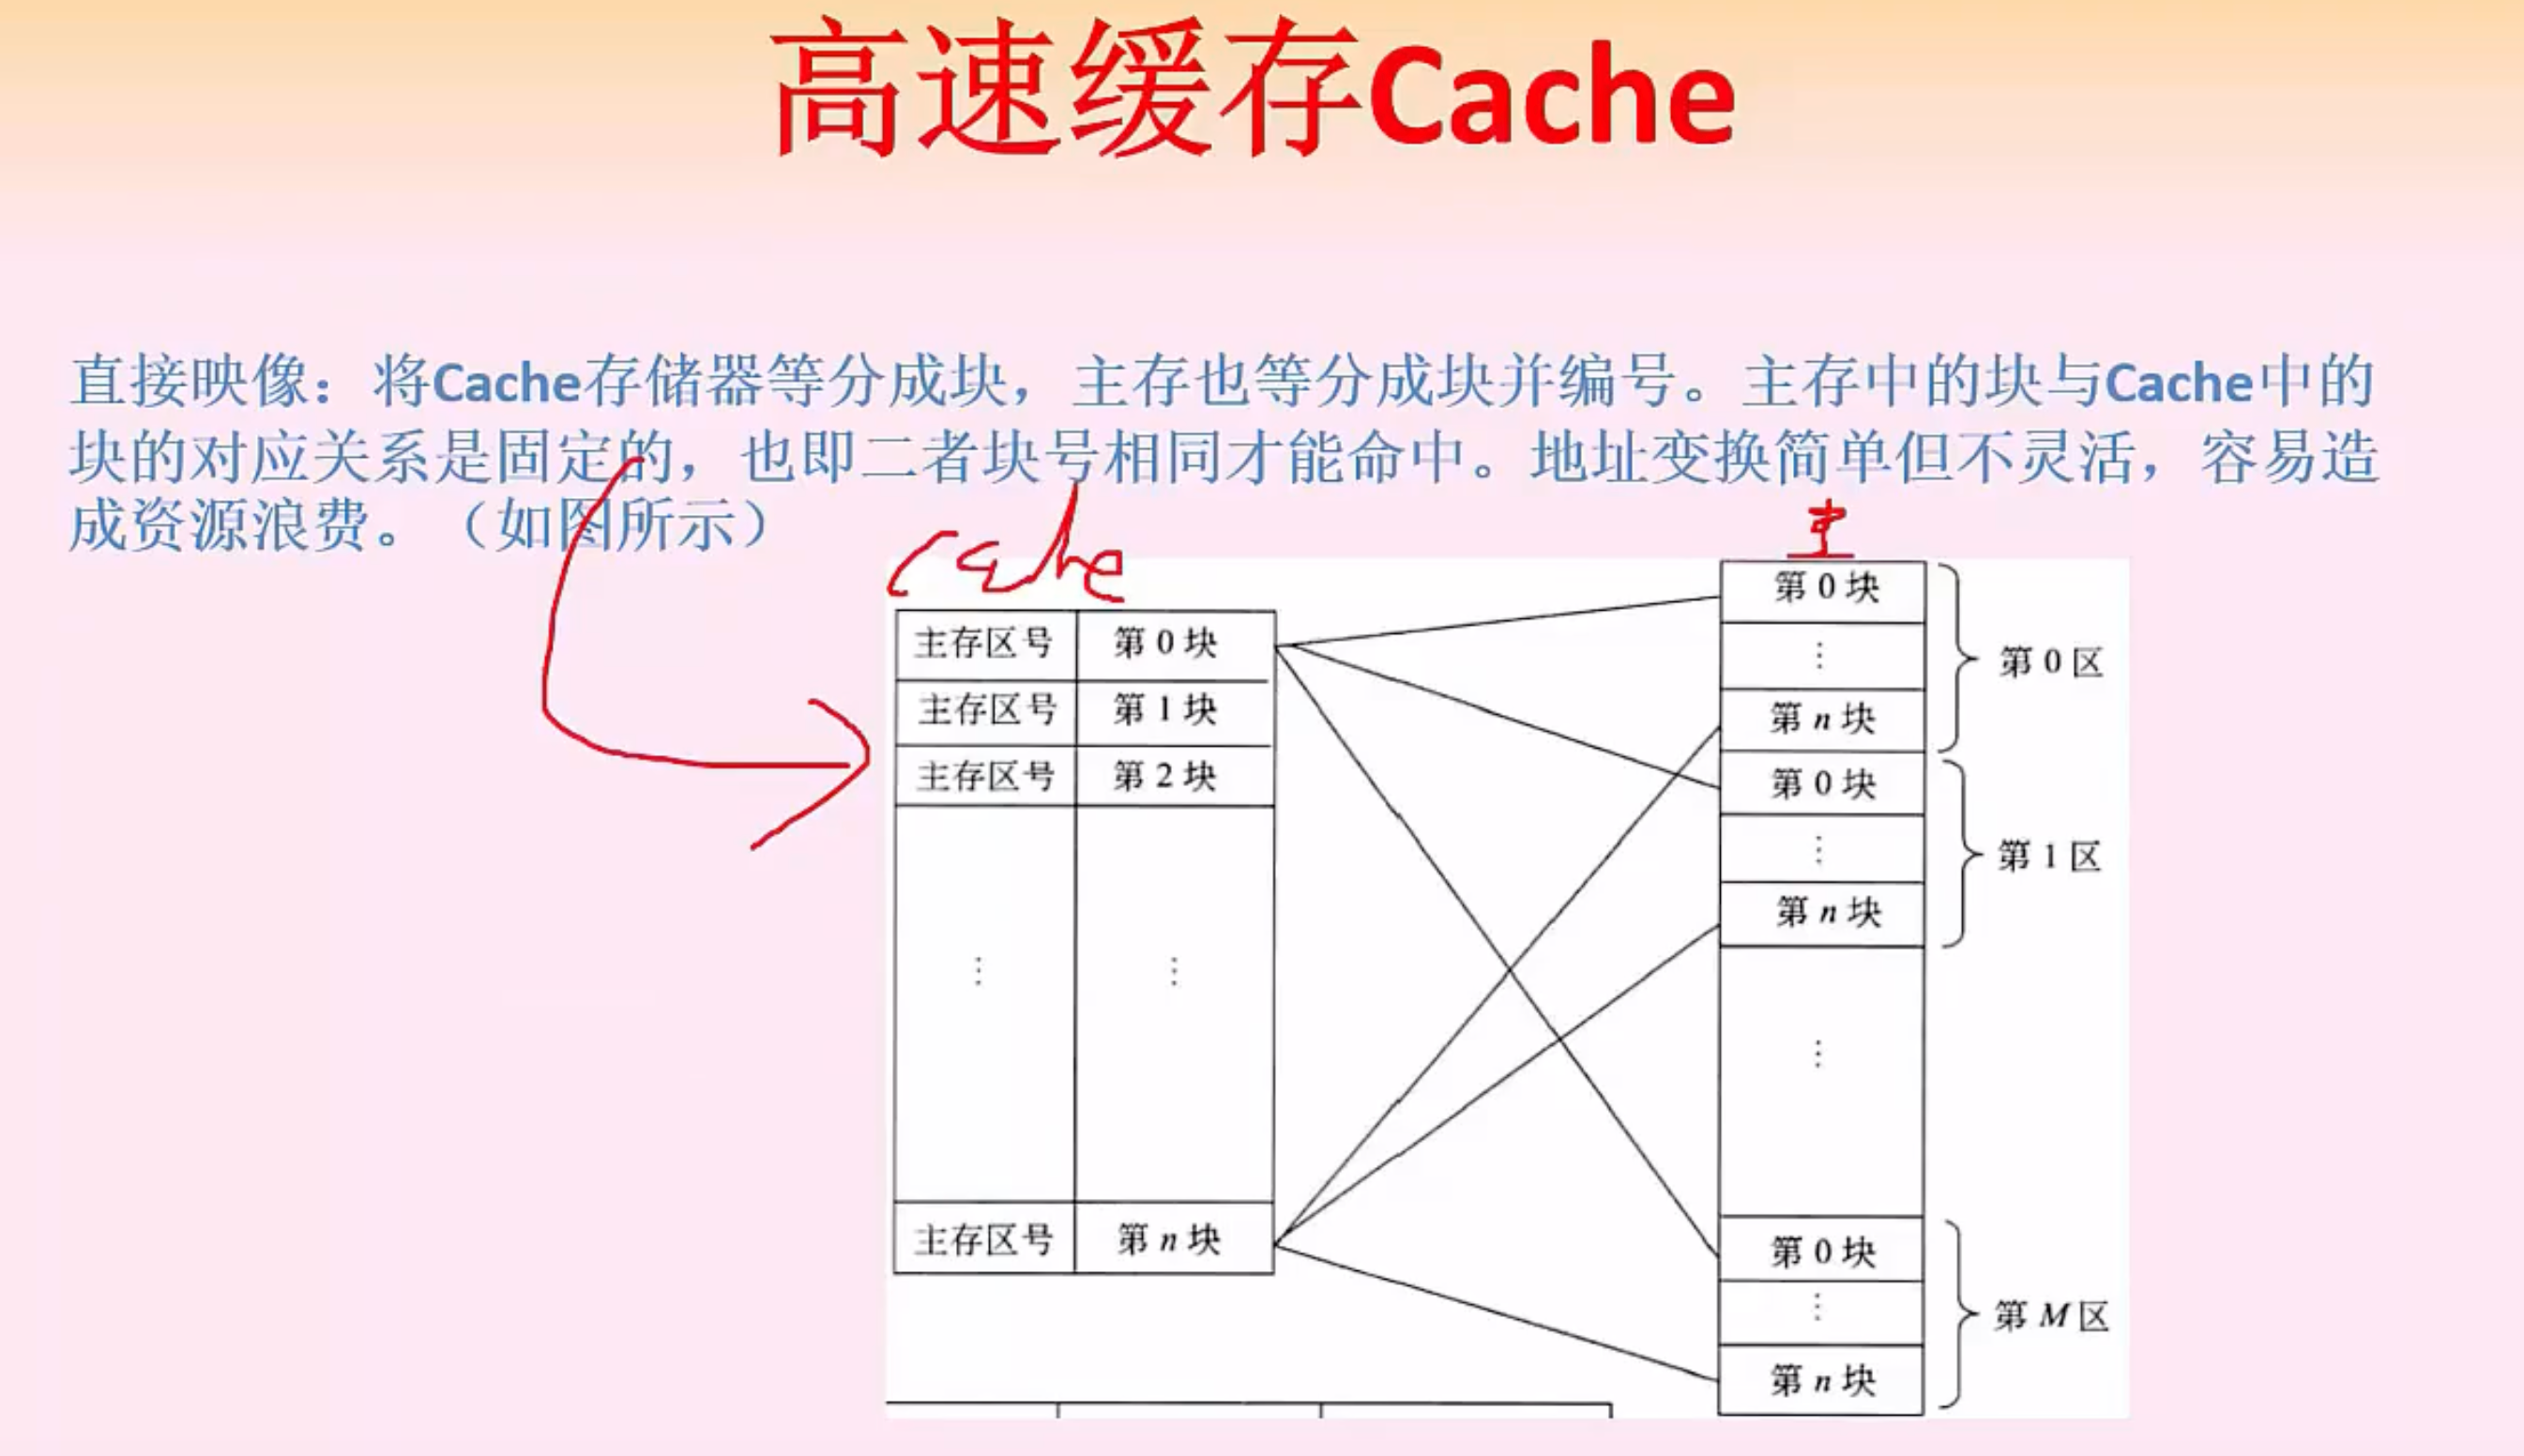 高速缓存Cache
直接映像：将Cache存储器等分成块，主存也等分成块并编号。主存中的块与Cache中的
块的对应关系是固定的，也即二者块号相同才能命中。地址变换简单但不灵活，容易造
成资源浪费。（如图所示）
cache
主
主存区号 第 0 块
主存区号 第 1 块
主存区号 第 2 块
⋮ ⋮
主存区号 第 n 块
第 0 块
⋮
第 n 块
第 0 区
第 0 块
⋮
第 n 块
第 1 区
⋮
第 0 块
⋮
第 n 块
第 M 区